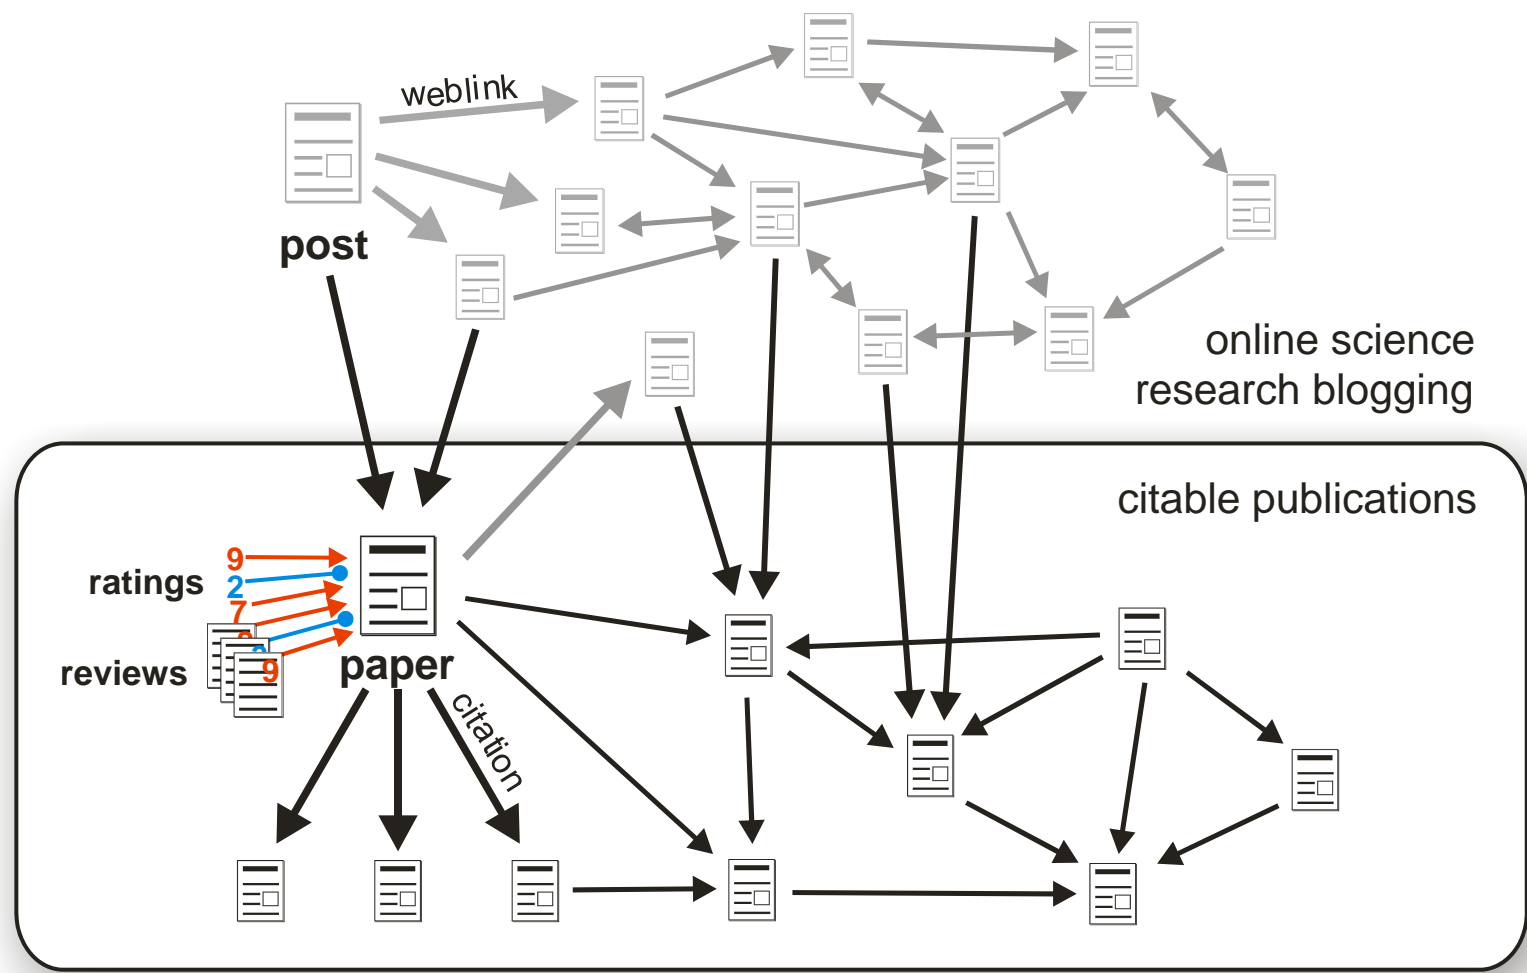 weblink
post
online science
research blogging
citable publications
9
ratings
2
7
reviews
9
paper
citation